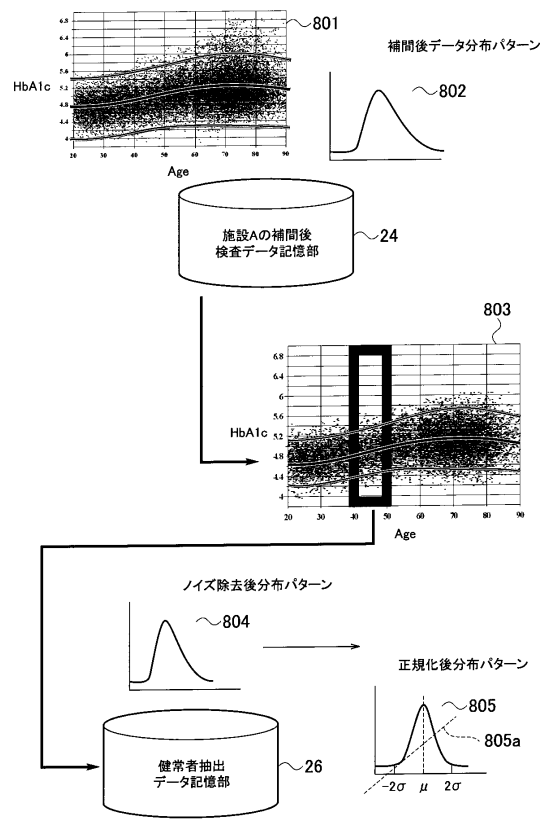 801
6.8
6.4
6
5.6
HbA1c
5.2
4.8
4.4
4
20 30 40 50 60 70 80 90
Age
補間後データ分布パターン
802
施設Aの補間後
検査データ記憶部
24
803
6.8
6.4
6
5.6
HbA1c
5.2
4.8
4.4
4
20 30 40 50 60 70 80 90
Age
ノイズ除去後分布パターン
804
正規化後分布パターン
805
805a
-2σ μ 2σ
健常者抽出
データ記憶部
26